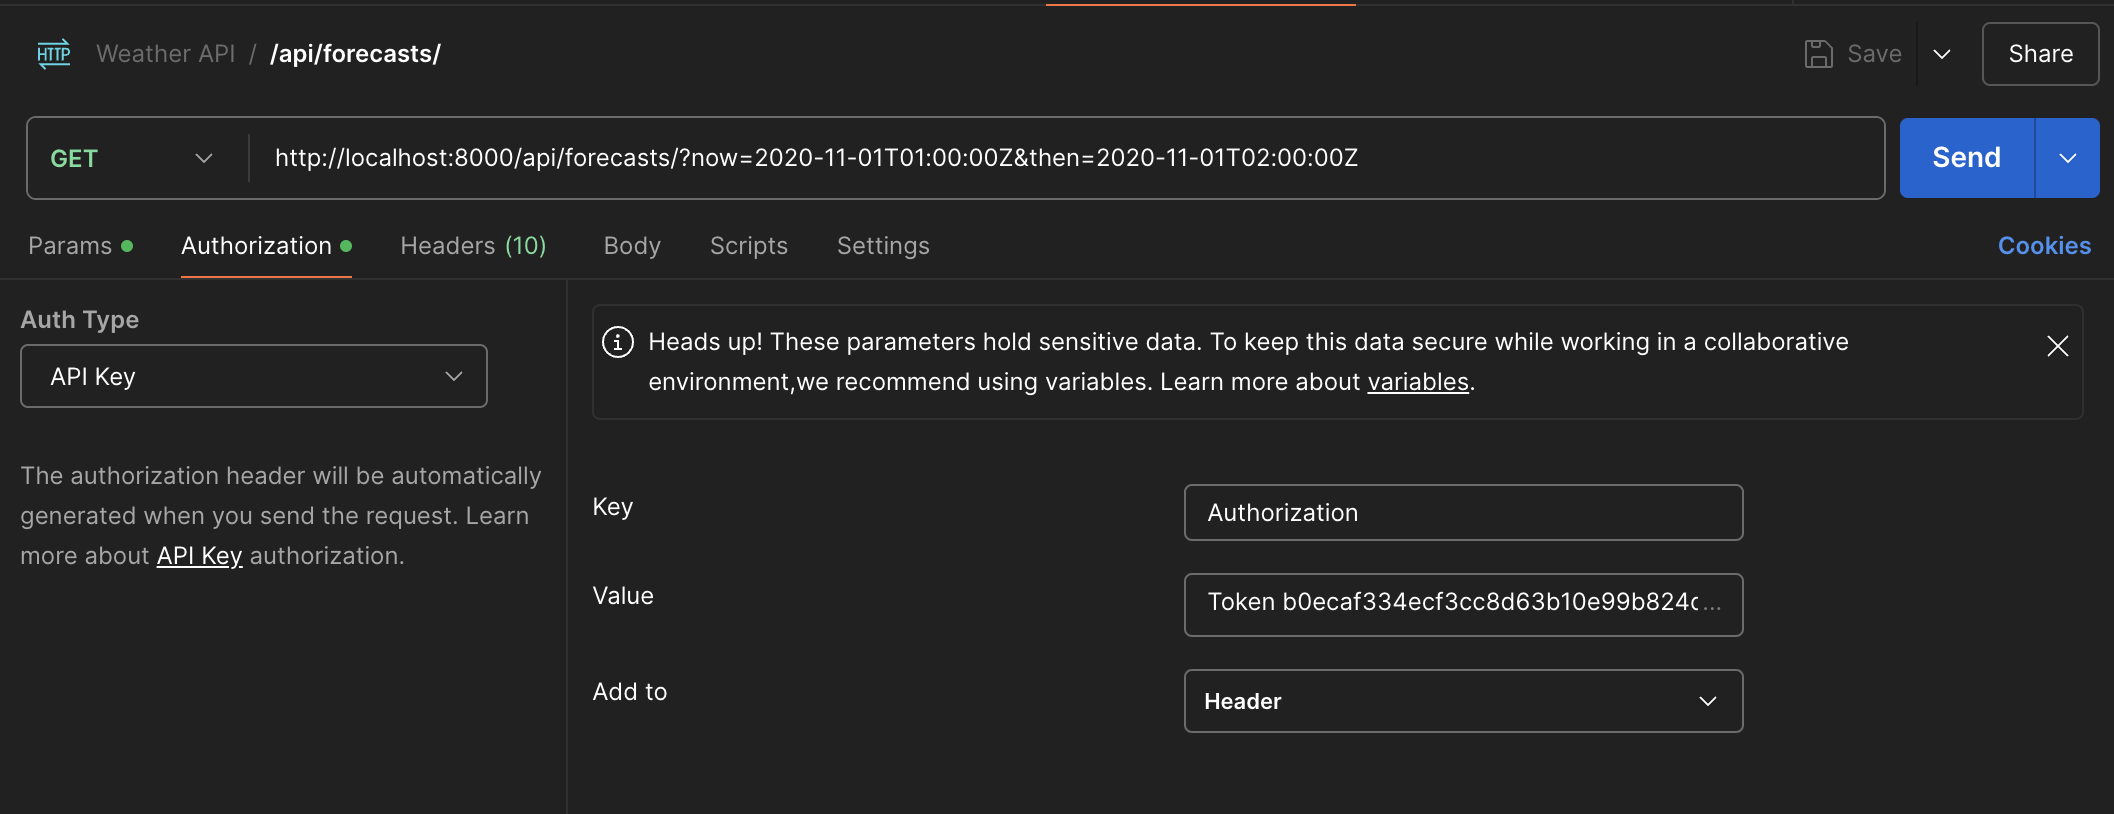 HTTP Weather API / /api/forecasts/ Save Share
GET http://localhost:8000/api/forecasts/?now=2020-11-01T01:00:00Z&then=2020-11-01T02:00:00Z Send
Params Authorization Headers (10) Body Scripts Settings Cookies
Auth Type
API Key
The authorization header will be automatically
generated when you send the request. Learn
more about API Key authorization.
Heads up! These parameters hold sensitive data. To keep this data secure while working in a collaborative
environment,we recommend using variables. Learn more about variables.
Key Authorization
Value Token b0ecaf334ecf3cc8d63b10e99b824...
Add to Header